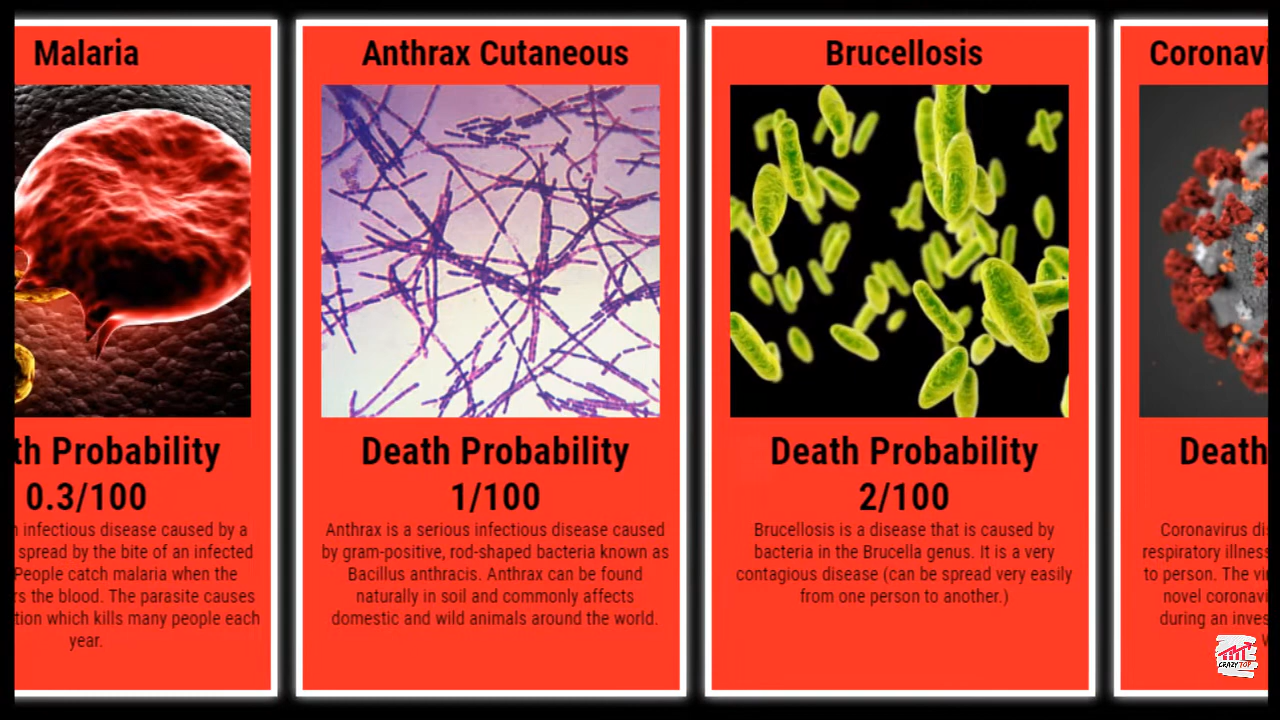 Malaria
Probability
0.3/100
infectious disease caused by a
spread by the bite of an infected
People catch malaria when the
the blood. The parasite causes
which kills many people each
year.
Anthrax Cutaneous
Death Probability
1/100
Anthrax is a serious infectious disease caused
by gram-positive, rod-shaped bacteria known as
Bacillus anthracis. Anthrax can be found
naturally in soil and commonly affects
domestic and wild animals around the world.
Brucellosis
Death Probability
2/100
Brucellosis is a disease that is caused by
bacteria in the Brucella genus. It is a very
contagious disease (can be spread very easily
from one person to another.)
Coronavi
Death
Coronavirus di
respiratory illness
to person. The vi
novel coronavi
during an inves
CRAZY TOP